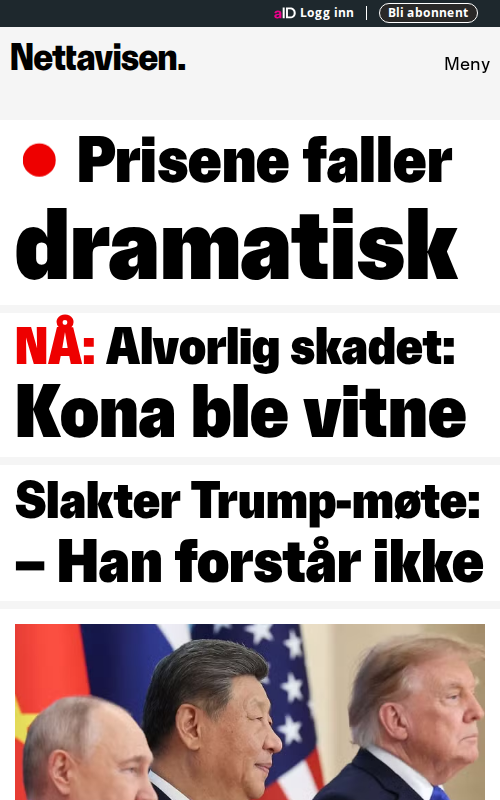 aID Logg inn
Bli abonnent
Nettavisen.
Meny
Prisene faller
dramatisk
NÅ: Alvorlig skadet:
Kona ble vitne
Slakter Trump-møte:
– Han forstår ikke